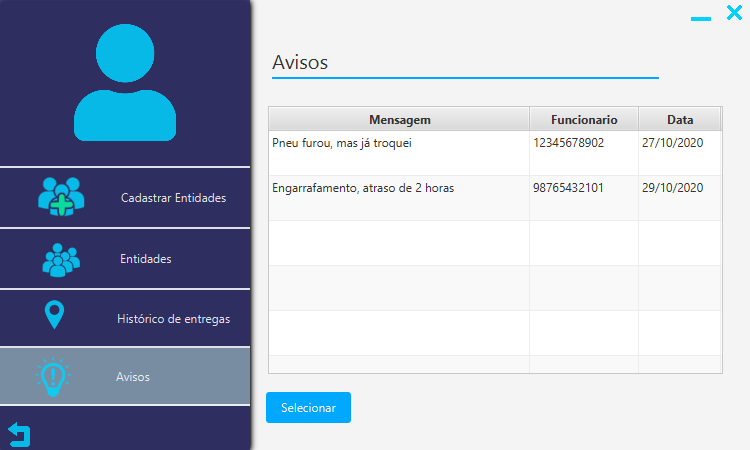 Avisos
Mensagem Funcionario Data
Pneu furou, mas já troquei 12345678902 27/10/2020
Engarrafamento, atraso de 2 horas 98765432101 29/10/2020
Selecionar
Cadastrar Entidades
Entidades
Histórico de entregas
Avisos